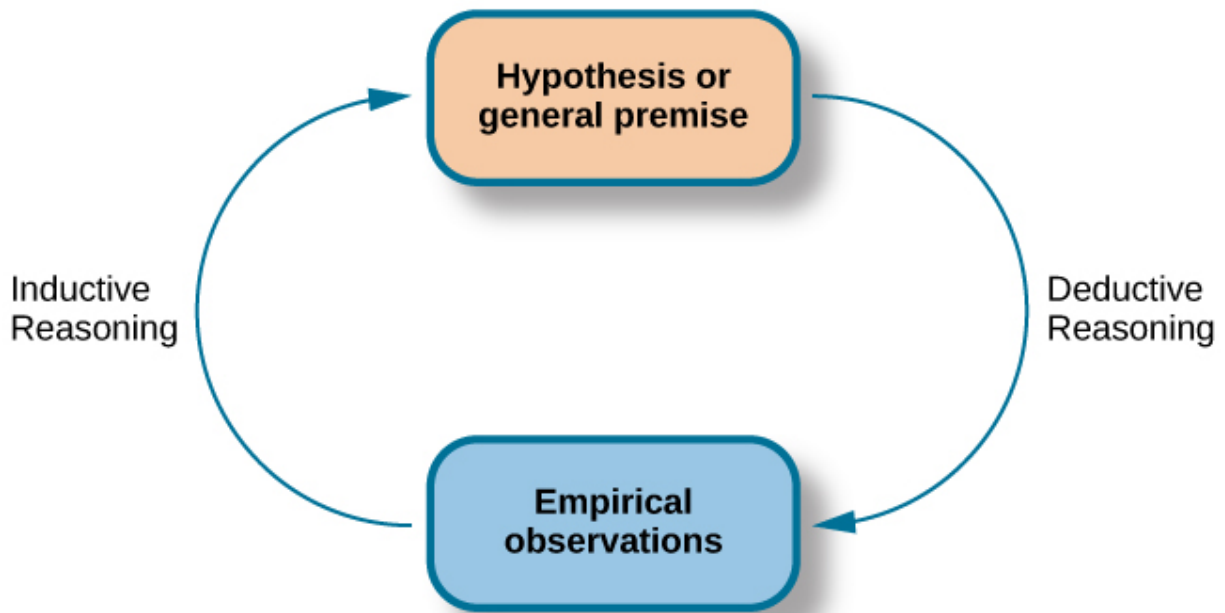 Hypothesis or
general premise
Inductive
Reasoning
Deductive
Reasoning
Empirical
observations